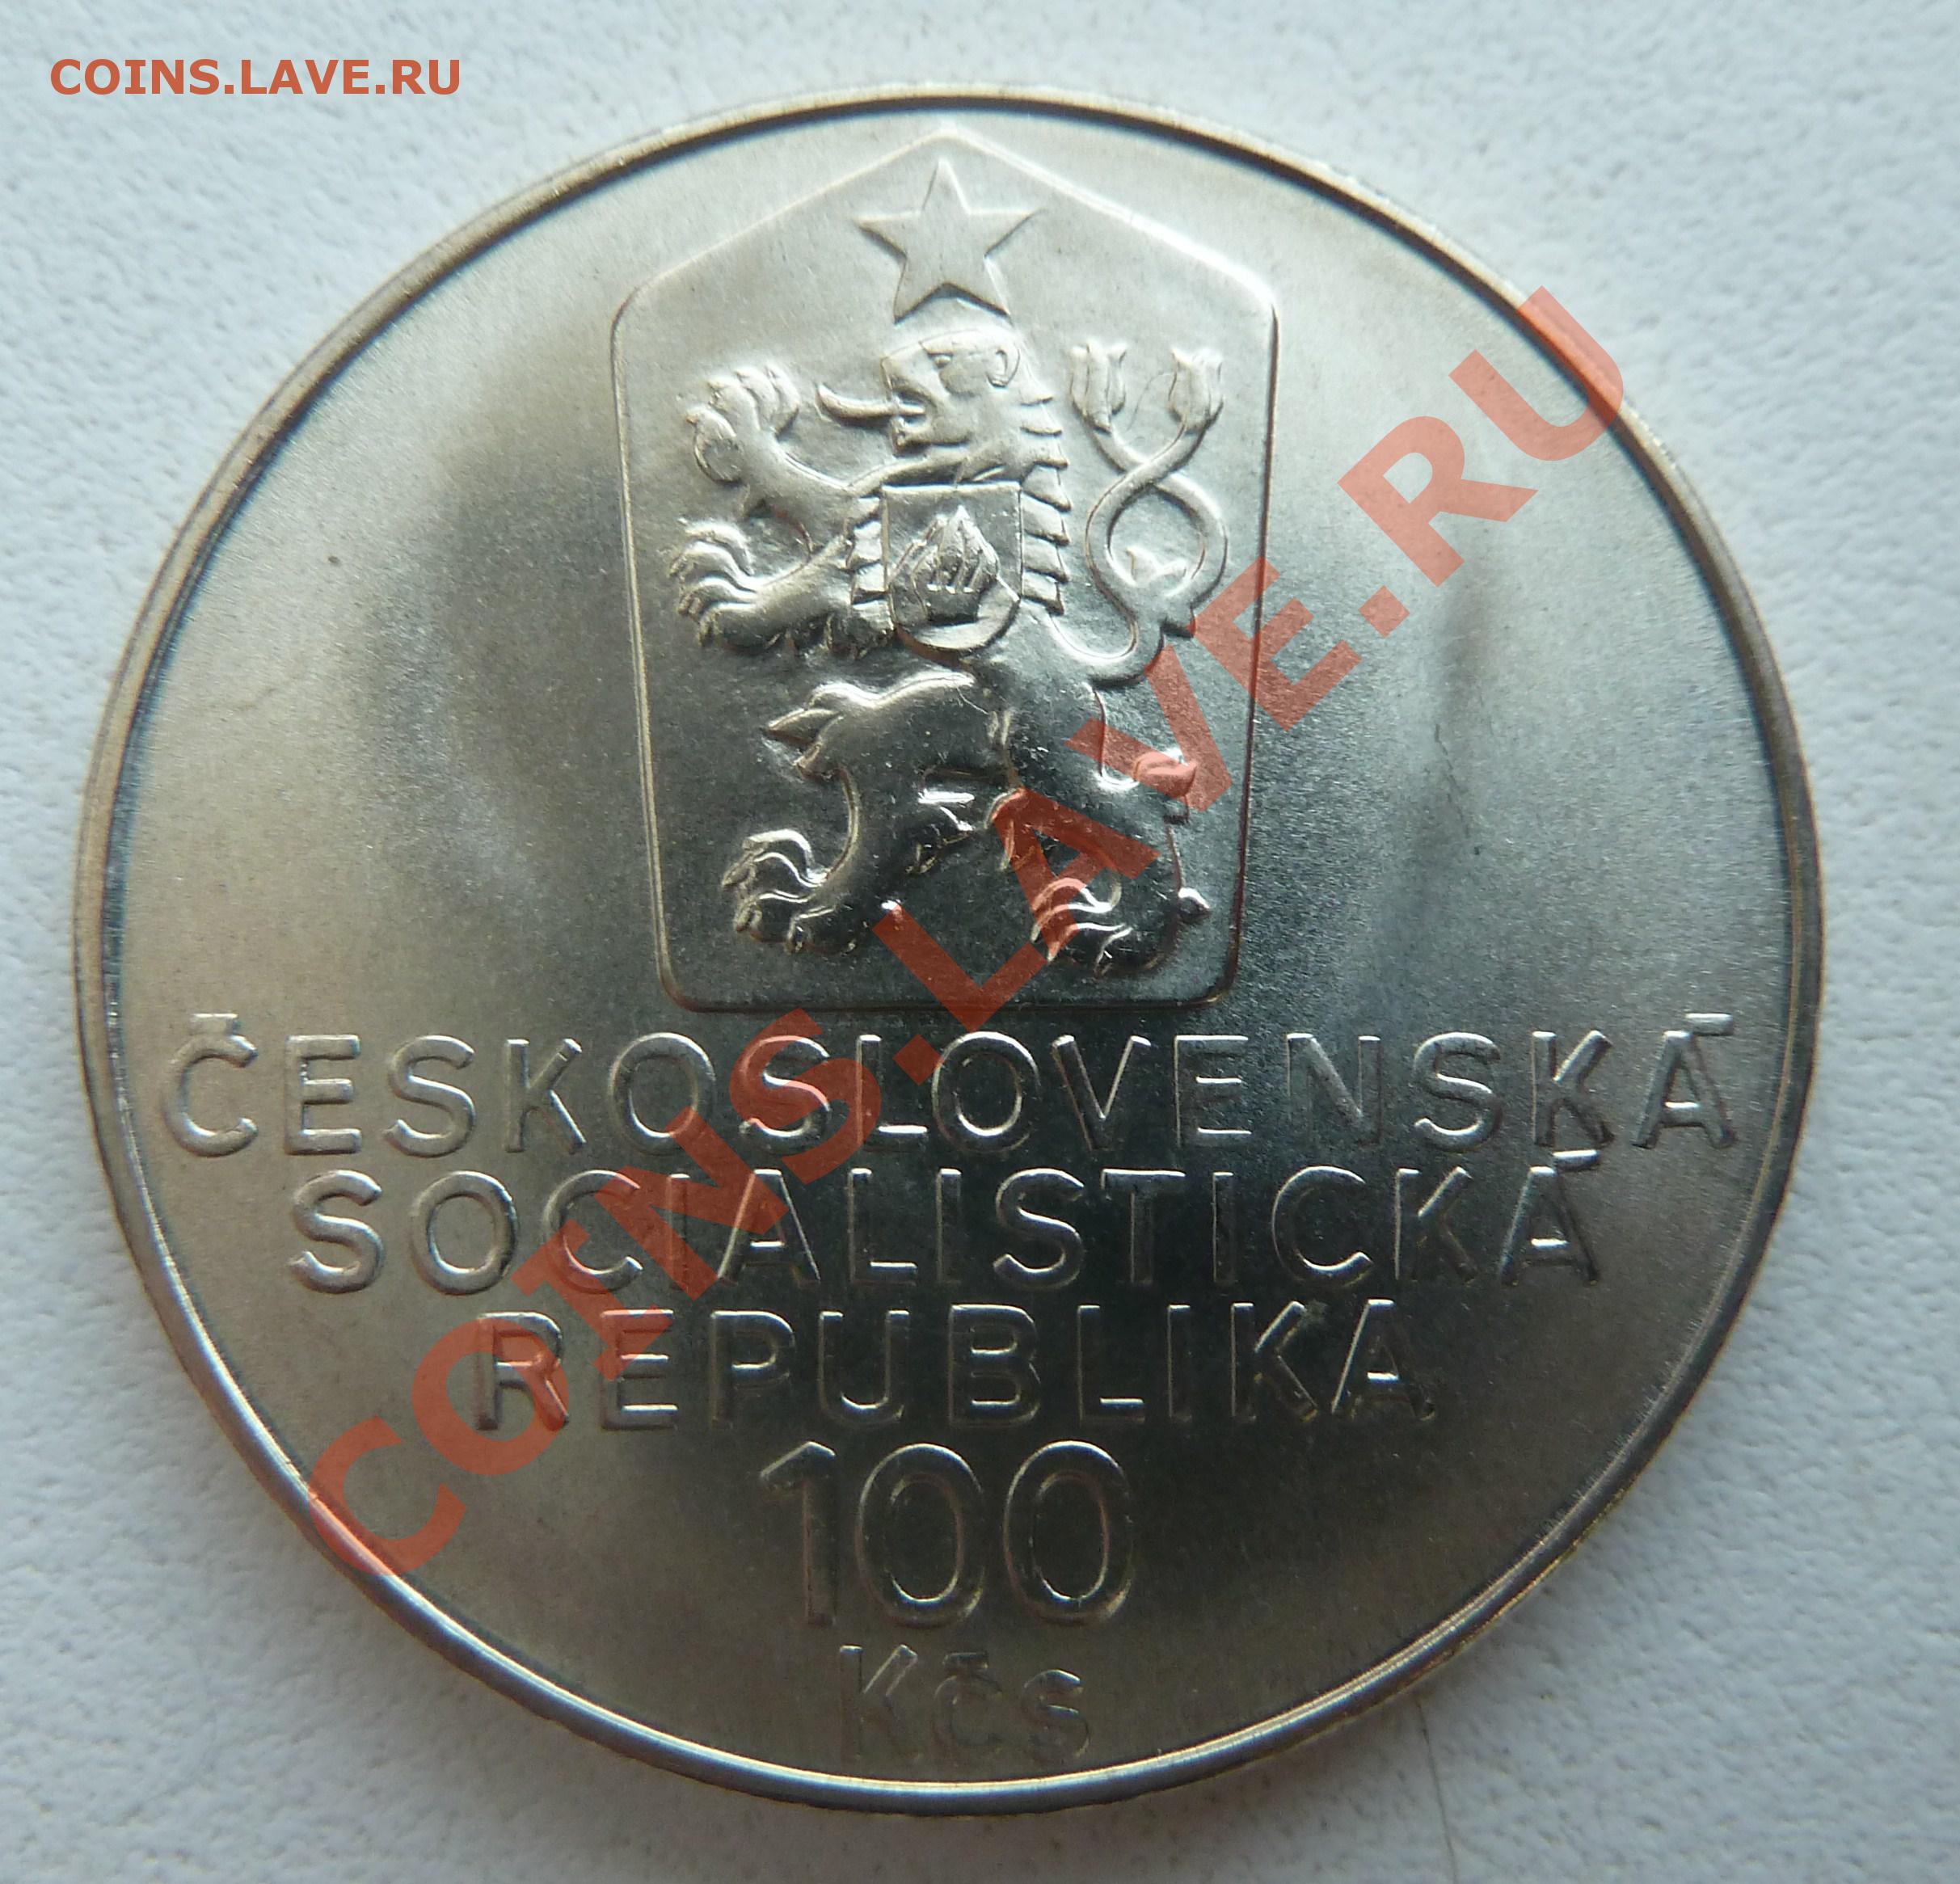 COINS.LAVE.RU
COINS.LAVE.RU
ČESKOSLOVENSKÁ
SOCIALISTICKÁ
REPUBLIKA
100
Kčs